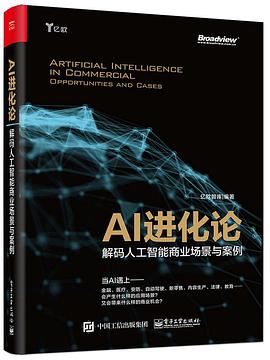 亿欧
Broadview
ARTIFICIAL INTELLIGENCE
IN COMMERCIAL
OPPORTUNITIES AND CASES
亿欧智库 编著
AI进化论
解码人工智能商业场景与案例
当AI遇上——
金融、医疗、安防、自动驾驶、新零售、内容生产、法律、教育——
会产生什么样的应用场景?
又会带来什么样的商业机会?
中国工信出版集团
电子工业出版社
AI进化论
解码人工智能商业场景与案例